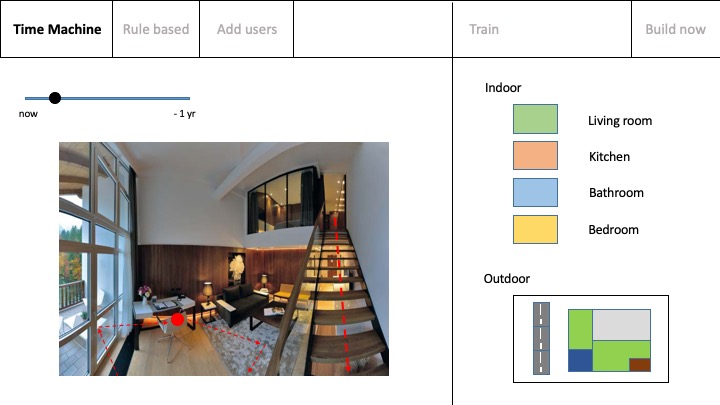 Time Machine
Rule based
Add users
Train
Build now
now
- 1 yr
Indoor
Living room
Kitchen
Bathroom
Bedroom
Outdoor